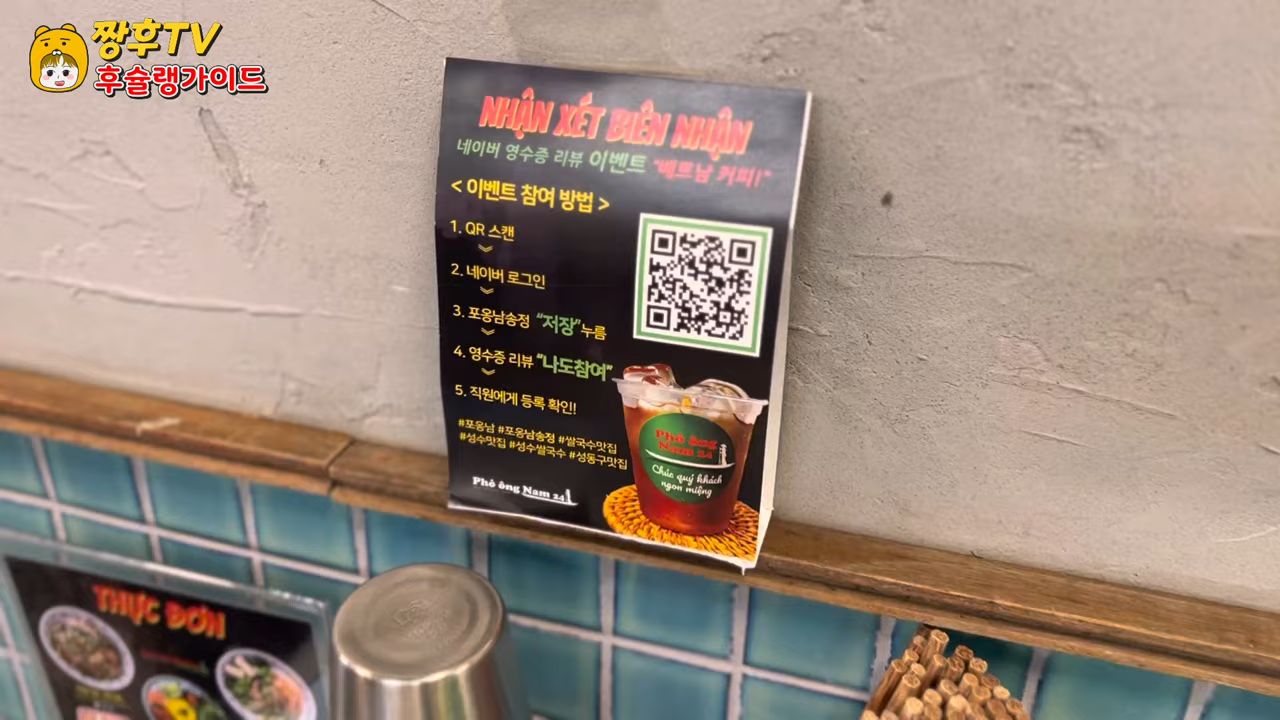 짱후TV
후슐랭가이드
NHẬN XÉT BIÊN NHẬN
네이버 영수증 리뷰 이벤트 "베트남 커피!"
< 이벤트 참여 방법 >
1. QR 스캔
2. 네이버 로그인
3. 포옹남송정 "저장"누름
4. 영수증 리뷰 "나도참여"
5. 직원에게 등록 확인!
#포옹남 #포옹남송정 #쌀국수맛집
#성수맛집 #성수쌀국수 #성동구맛집
Phô ông Nam 24
Phô ông
Nam 24
Chúc quý khách
ngon miệng
THỰC ĐƠN